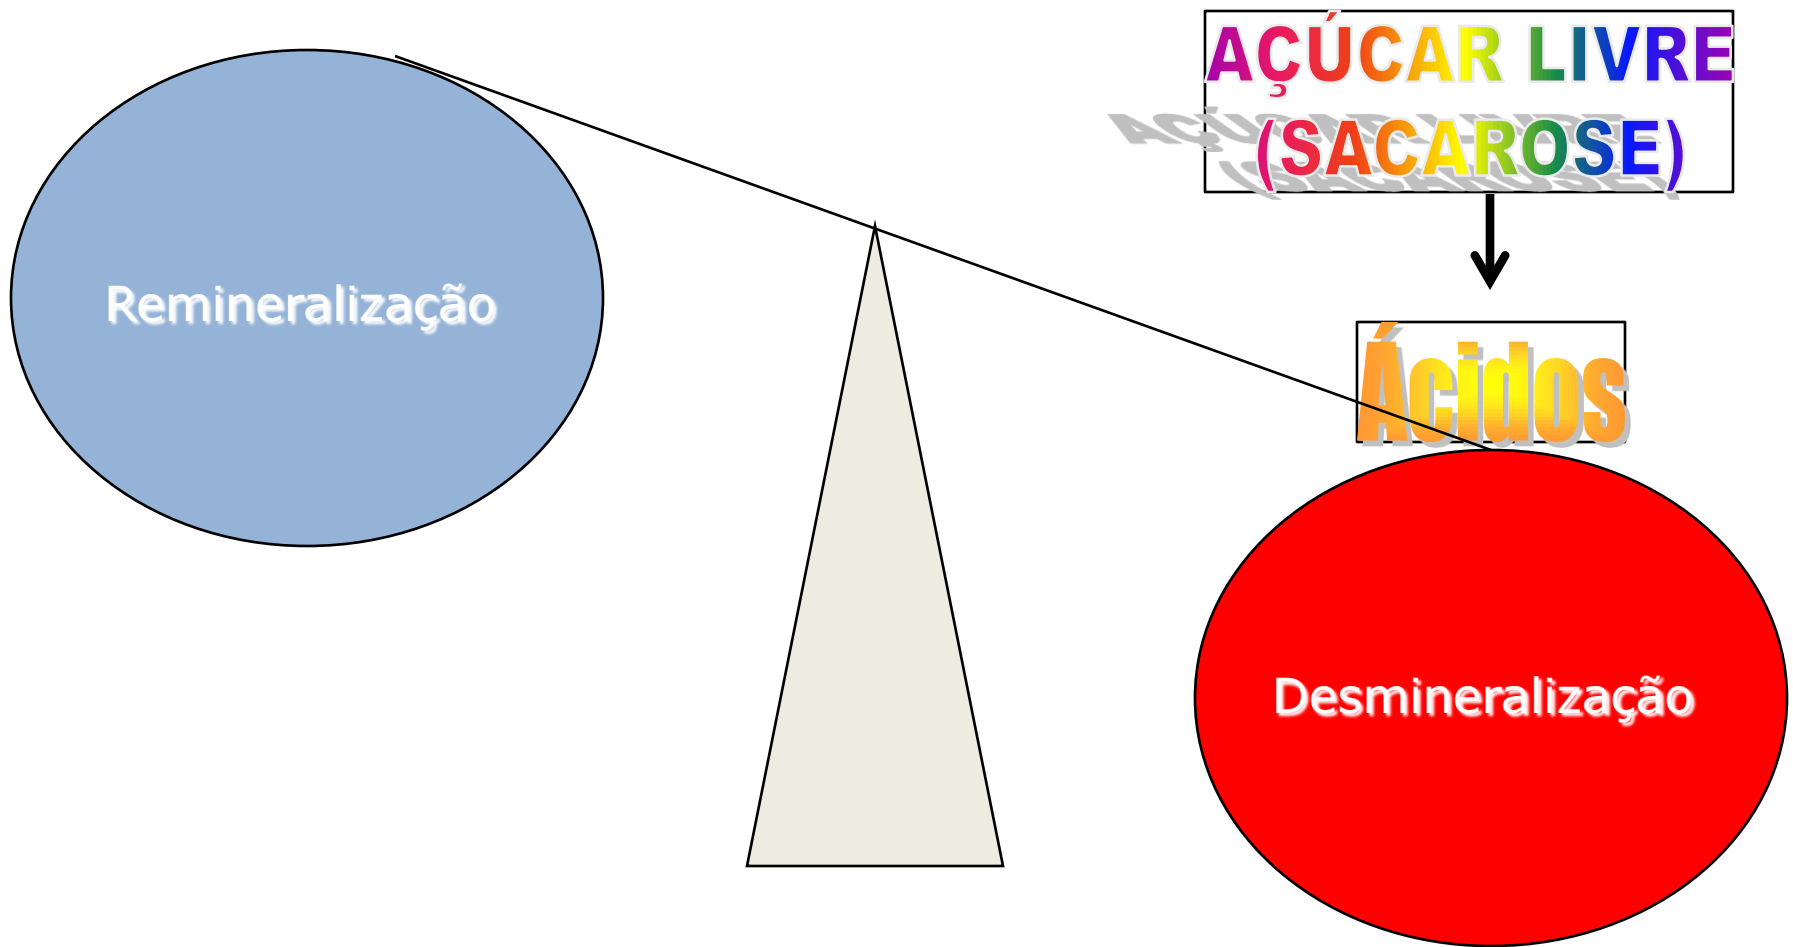 AÇÚCAR LIVRE
(SACAROSE)
Ácidos
Remineralização
Desmineralização